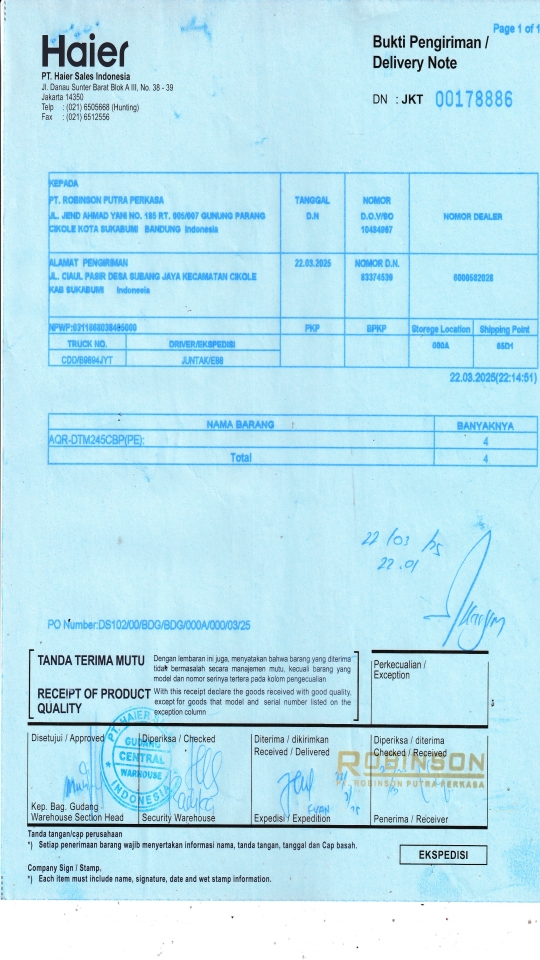 Page 1 of 1
Haier
Bukti Pengiriman /
Delivery Note
PT. Haier Sales Indonesia
Jl. Danau Sunter Barat Blok A III, No. 38 - 39
Jakarta 14350
Telp : (021) 6505668 (Hunting)
Fax : (021) 6512556
DN : JKT 00178886
KEPADA
PT. ROBINSON PUTRA PERKASA
JL. JEND AHMAD YANI NO. 185 RT. 005/007 GUNUNG PARANG
CIKOLE KOTA SUKABUMI BANDUNG Indonesia
TANGGAL
D.N
NOMOR
D.O./SO
10484987
NOMOR DEALER
ALAMAT PENGIRIMAN
JL. CIAUL PASIR DESA SUBANG JAYA KECAMATAN CIKOLE
KAB SUKABUMI Indonesia
22.03.2025
NOMOR D.N.
83374539
6000582028
NPWP:0311868038405000
PKP
BPKP
Storege Location
Shipping Point
TRUCK NO.
DRIVER/EKSPEDISI
000A
65D1
CDD/B9894JYT
JUNTAK/E98
22.03.2025(22:14:51)
NAMA BARANG
BANYAKNYA
AQR-DTM245CBP(PE):
4
Total
4
22/03 25
22.01
PO Number:DS102/00/BDG/BDG/000A/000/03/25
TANDA TERIMA MUTU
Dengan lembaran ini juga, menyatakan bahwa barang yang diterima
tidak bermasalah secara manajemen mutu, kecuali barang yang
model dan nomor serinya tertera pada kolom pengecualian
RECEIPT OF PRODUCT
QUALITY
With this receipt declare the goods received with good quality,
except for goods that model and serial number listed on the
exception column
Perkecualian /
Exception
Disetujui / Approved
Diperiksa / Checked
Diterima / dikirimkan
Received / Delivered
Diperiksa / diterima
Checked / Received
PT. HAIER
GUDANG
CENTRAL
WAREHOUSE
INDONESIA
ROBINSON
PT. ROBINSON PUTRA PERKASA
EVAN
Kep. Bag. Gudang
Warehouse Section Head
Security Warehouse
Expedisi / Expedition
Penerima / Receiver
Tanda tangan/cap perusahaan
*) Setiap penerimaan barang wajib menyertakan informasi nama, tanda tangan, tanggal dan Cap basah.
EKSPEDISI
Company Sign / Stamp,
*) Each item must include name, signature, date and wet stamp information.